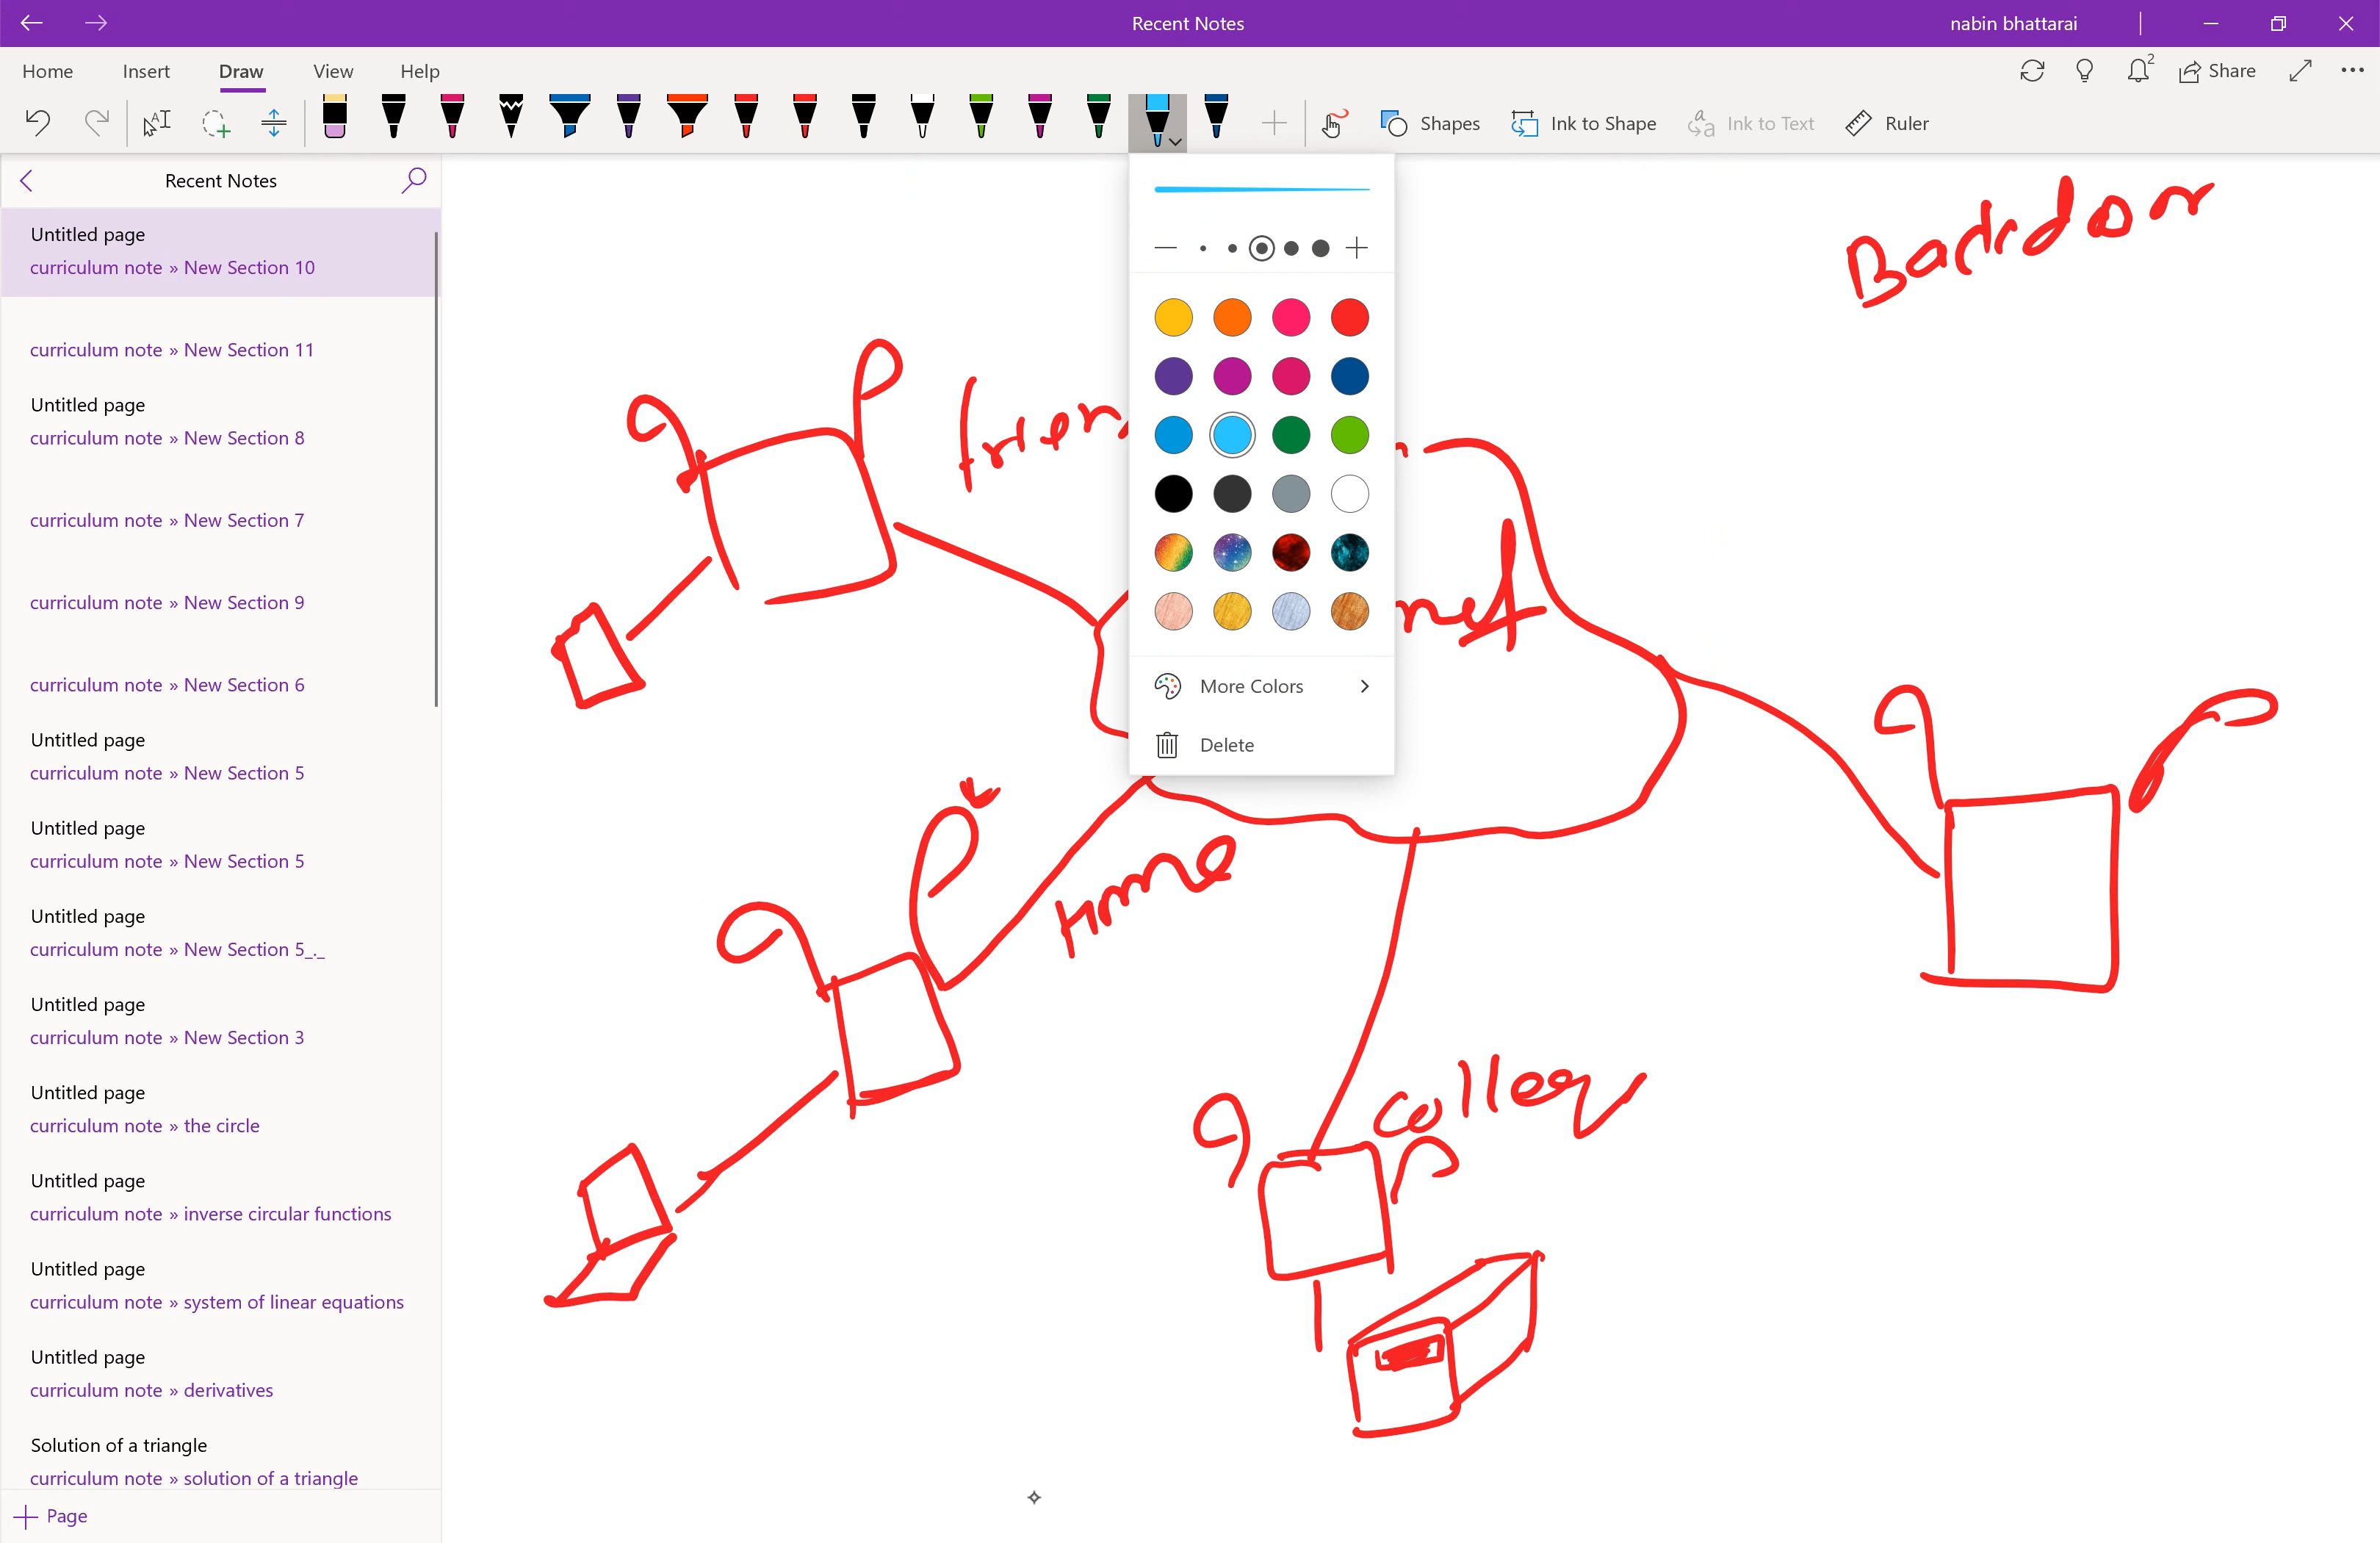 Recent Notes
nabin bhattarai
Home Insert Draw View Help
2 Share
Shapes Ink to Shape Ink to Text Ruler
Recent Notes
Untitled page
curriculum note » New Section 10
curriculum note » New Section 11
Untitled page
curriculum note » New Section 8
curriculum note » New Section 7
curriculum note » New Section 9
curriculum note » New Section 6
Untitled page
curriculum note » New Section 5
Untitled page
curriculum note » New Section 5
Untitled page
curriculum note » New Section 5_._
Untitled page
curriculum note » New Section 3
Untitled page
curriculum note » the circle
Untitled page
curriculum note » inverse circular functions
Untitled page
curriculum note » system of linear equations
Untitled page
curriculum note » derivatives
Solution of a triangle
curriculum note » solution of a triangle
Page
More Colors
Delete
Home